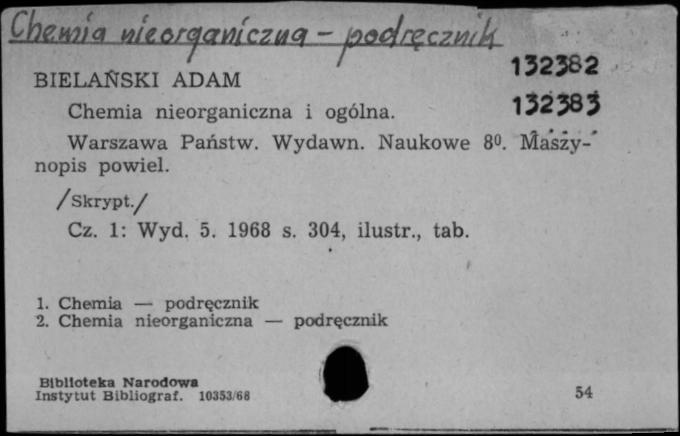 Chemia nieorganiczna - podręcznik
132382
BIELAŃSKI ADAM
132383
Chemia nieorganiczna i ogólna.
Warszawa Państw. Wydawn. Naukowe 8⁰. Maszy-
nopis powiel.
/Skrypt./
Cz. 1: Wyd. 5. 1968 s. 304, ilustr., tab.
1. Chemia — podręcznik
2. Chemia nieorganiczna — podręcznik
Biblioteka Narodowa
Instytut Bibliograf. 10353/68
54